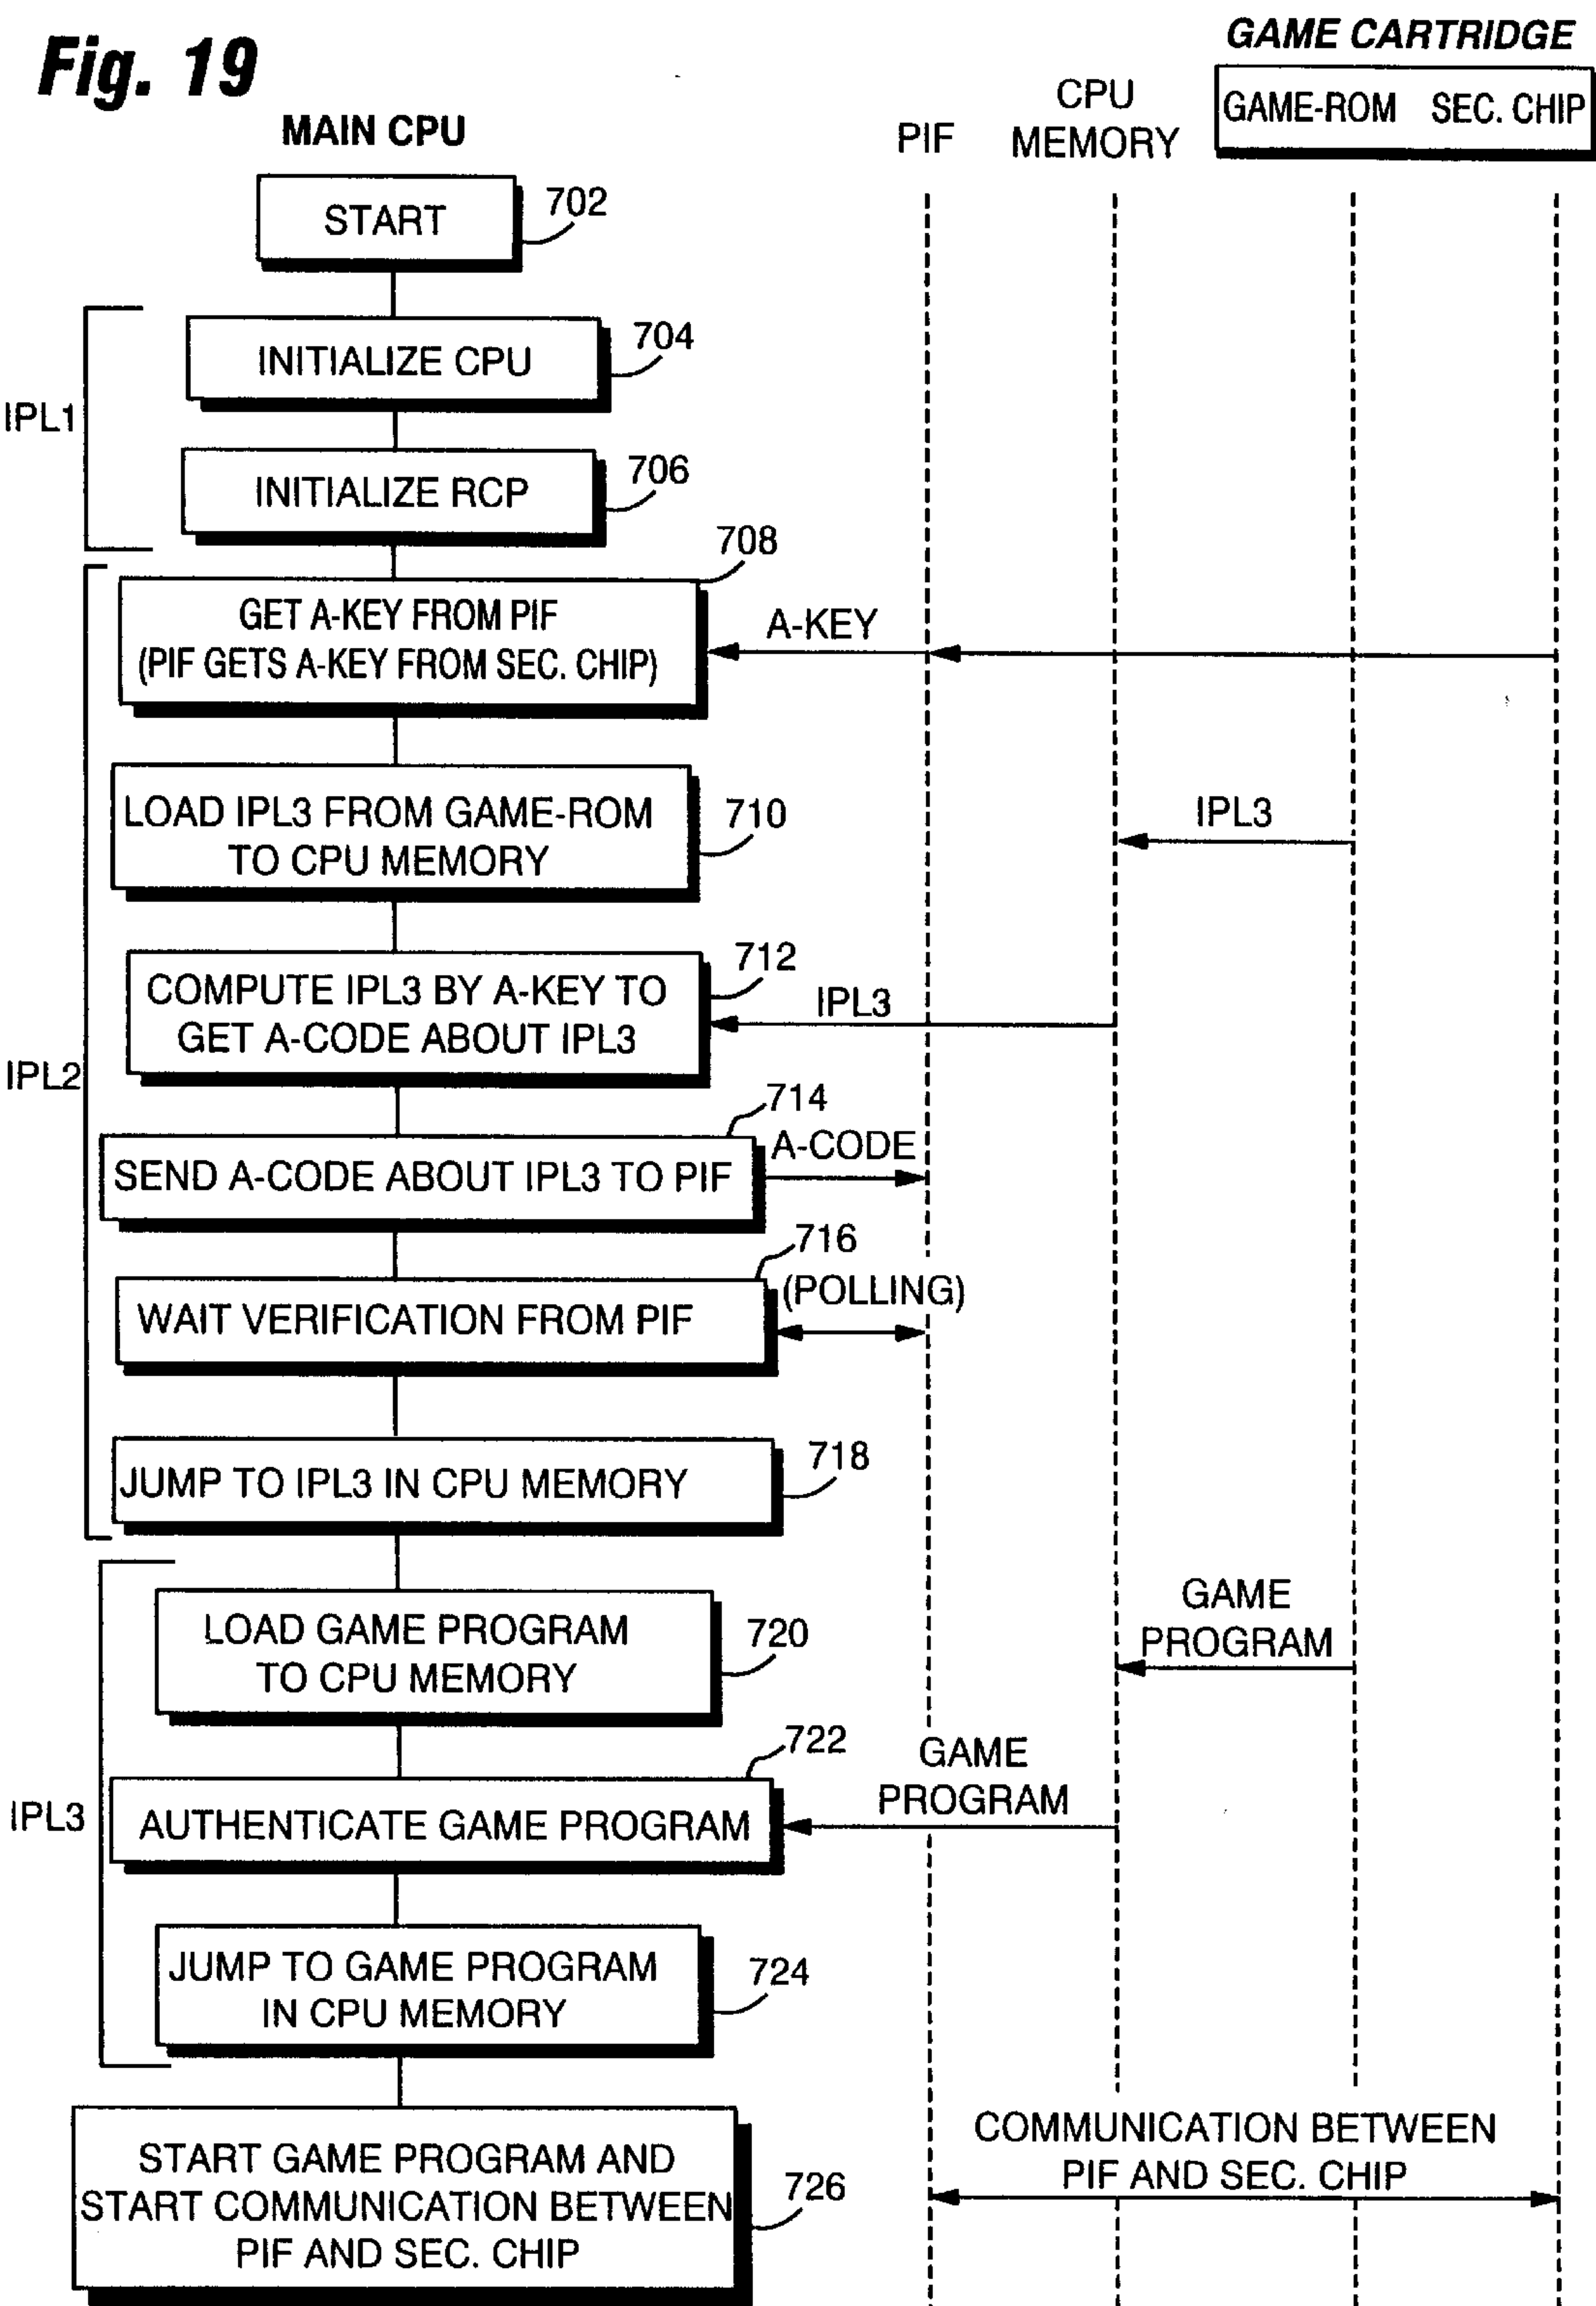 Fig. 19
GAME CARTRIDGE
MAIN CPU
PIF
CPU
MEMORY
GAME-ROM SEC. CHIP
START
702
IPL1
INITIALIZE CPU
704
INITIALIZE RCP
706
708
GET A-KEY FROM PIF
(PIF GETS A-KEY FROM SEC. CHIP)
A-KEY
LOAD IPL3 FROM GAME-ROM
TO CPU MEMORY
710
IPL3
IPL2
COMPUTE IPL3 BY A-KEY TO
GET A-CODE ABOUT IPL3
712
IPL3
714
SEND A-CODE ABOUT IPL3 TO PIF
A-CODE
716
WAIT VERIFICATION FROM PIF
(POLLING)
JUMP TO IPL3 IN CPU MEMORY
718
IPL3
LOAD GAME PROGRAM
TO CPU MEMORY
720
GAME
PROGRAM
722
AUTHENTICATE GAME PROGRAM
GAME
PROGRAM
JUMP TO GAME PROGRAM
IN CPU MEMORY
724
START GAME PROGRAM AND
START COMMUNICATION BETWEEN
PIF AND SEC. CHIP
726
COMMUNICATION BETWEEN
PIF AND SEC. CHIP